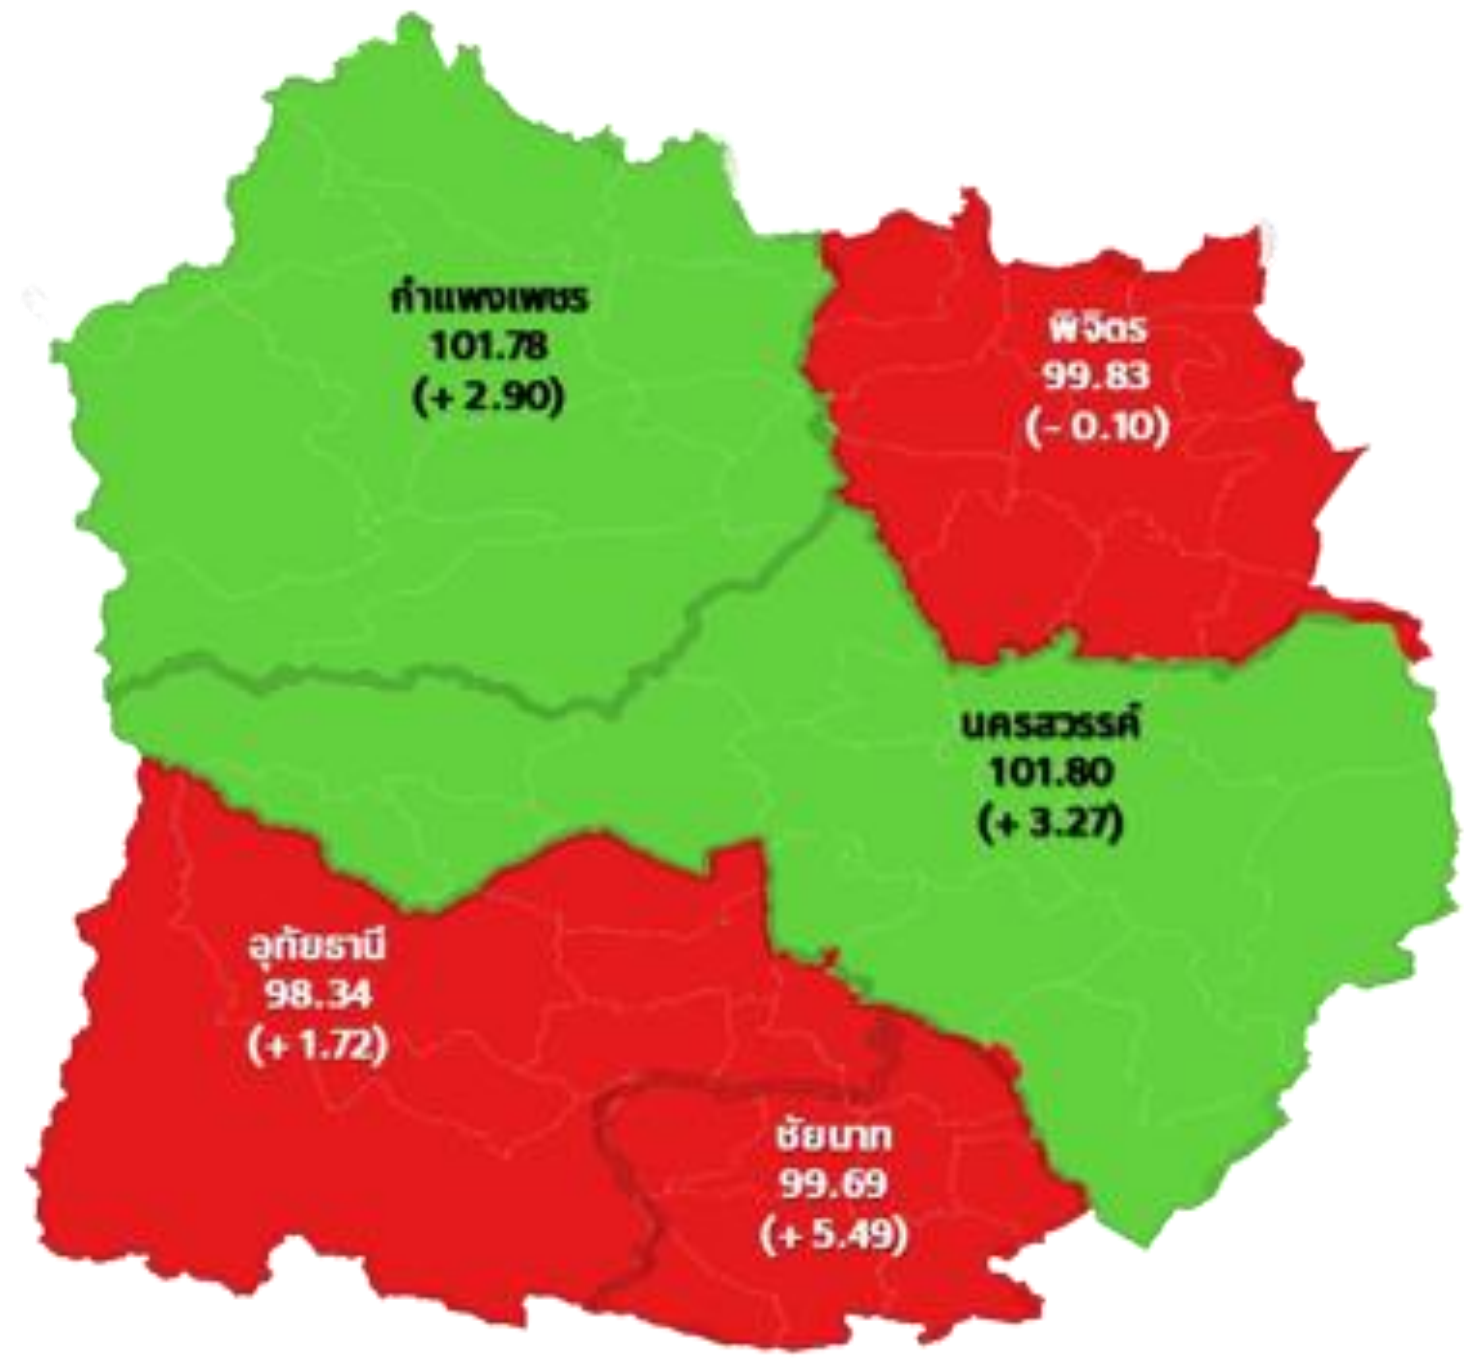 กำแพงเพชร
101.78
(+ 2.90)
พิจิตร
99.83
(- 0.10)
นครสวรรค์
101.80
(+ 3.27)
อุทัยธานี
98.34
(+ 1.72)
ชัยนาท
99.69
(+ 5.49)